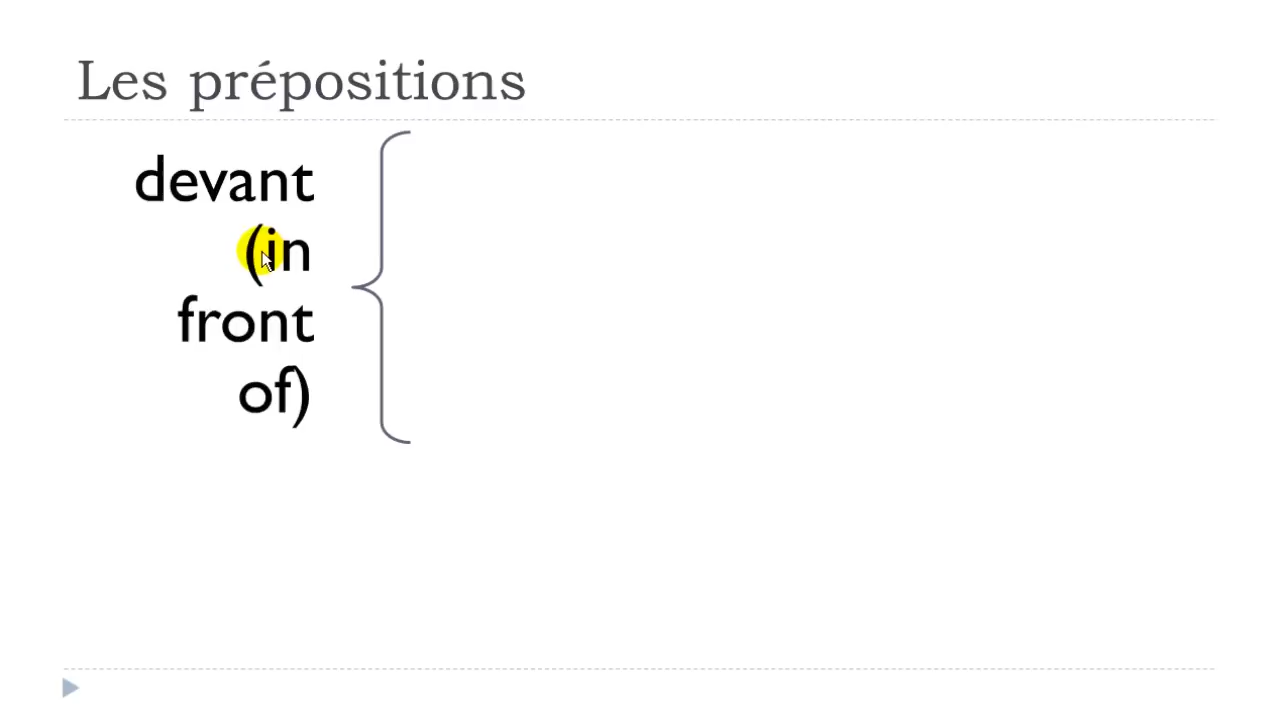 Les prépositions
devant
(in
front
of)